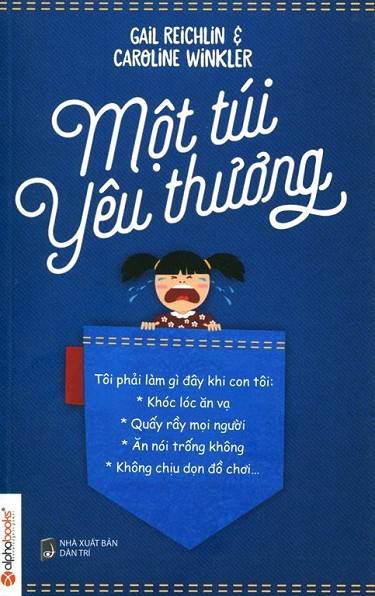 GAIL REICHLIN &
CAROLINE WINKLER
Một túi
Yêu thương
Tôi phải làm gì đây khi con tôi:
* Khóc lóc ăn vạ
* Quấy rầy mọi người
* Ăn nói trống không
* Không chịu dọn đồ chơi...
alphabooks
NHÀ XUẤT BẢN
DÂN TRÍ